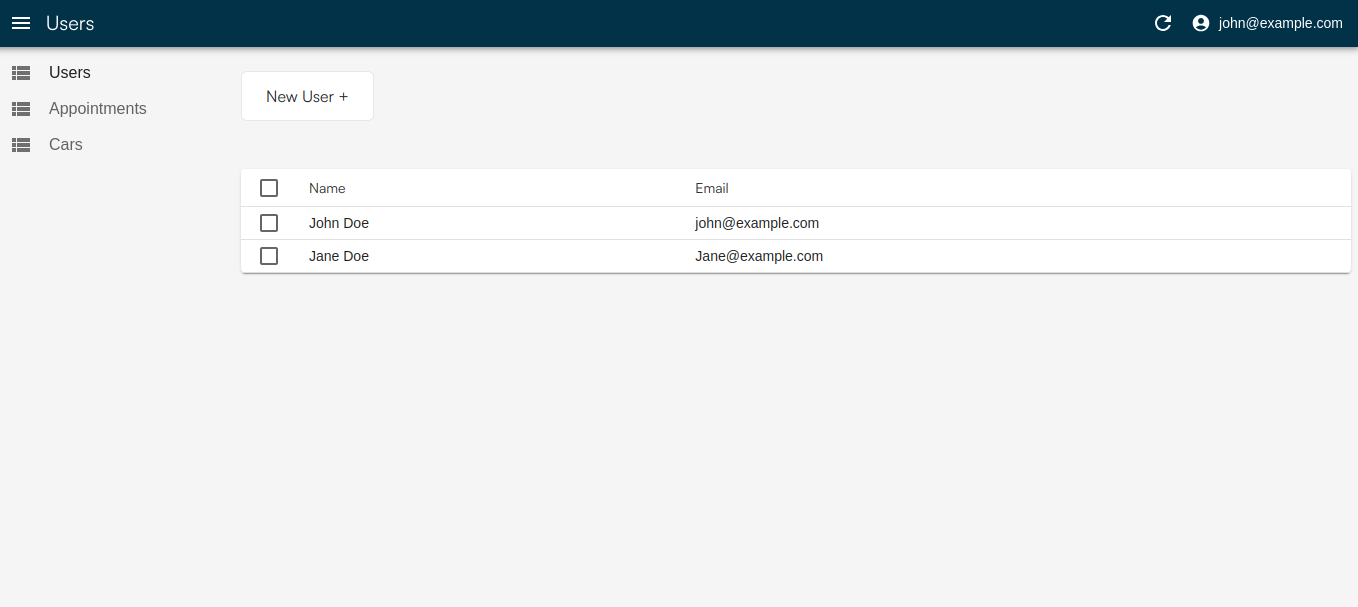 Users
john@example.com
Users
Appointments
Cars
New User +
Name Email
John Doe john@example.com
Jane Doe Jane@example.com